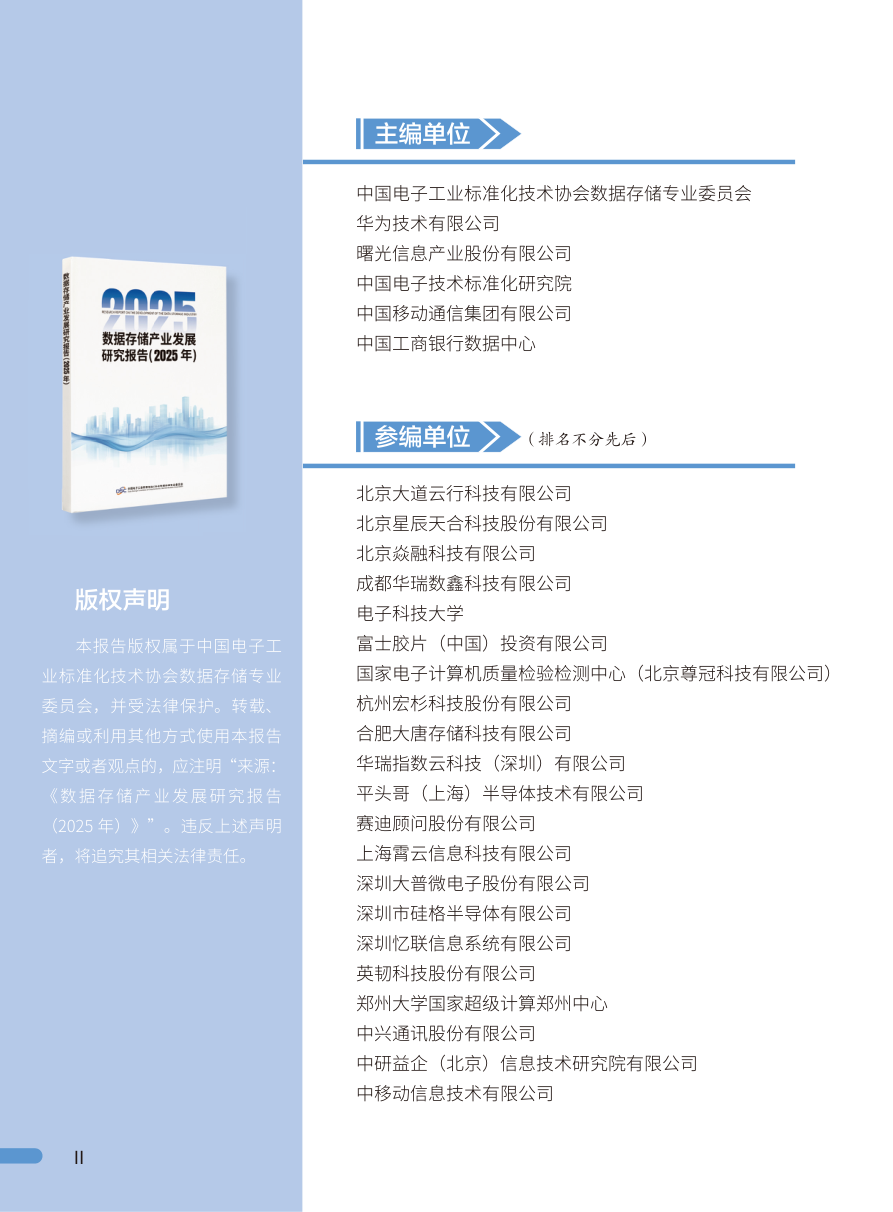 主编单位
中国电子工业标准化技术协会数据存储专业委员会
华为技术有限公司
曙光信息产业股份有限公司
中国电子技术标准化研究院
中国移动通信集团有限公司
中国工商银行数据中心
参编单位
（排名不分先后）
北京大道云行科技有限公司
北京星辰天合科技股份有限公司
北京焱融科技有限公司
成都华瑞数鑫科技有限公司
电子科技大学
富士胶片（中国）投资有限公司
国家电子计算机质量检验检测中心（北京尊冠科技有限公司）
杭州宏杉科技股份有限公司
合肥大唐存储科技有限公司
华瑞指数云科技（深圳）有限公司
平头哥（上海）半导体技术有限公司
赛迪顾问股份有限公司
上海霄云信息科技有限公司
深圳大普微电子股份有限公司
深圳市硅格半导体有限公司
深圳忆联信息系统有限公司
英韧科技股份有限公司
郑州大学国家超级计算郑州中心
中兴通讯股份有限公司
中研益企（北京）信息技术研究院有限公司
中移动信息技术有限公司
数据存储产业发展研究报告（2025年）
2025
数据存储产业发展
研究报告(2025 年)
版权声明
本报告版权属于中国电子工
业标准化技术协会数据存储专业
委员会，并受法律保护。转载、
摘编或利用其他方式使用本报告
文字或者观点的，应注明“来源：
《数据存储产业发展研究报告
（2025 年）》”。违反上述声明
者，将追究其相关法律责任。
II